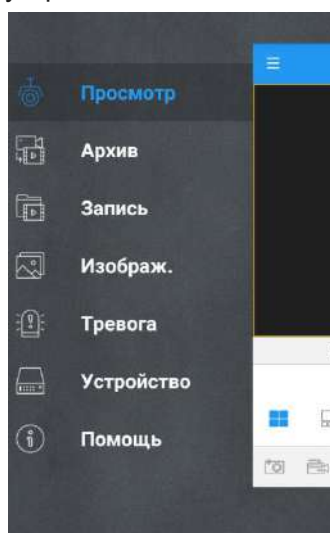 Просмотр
Архив
Запись
Изображ.
Тревога
Устройство
Помощь